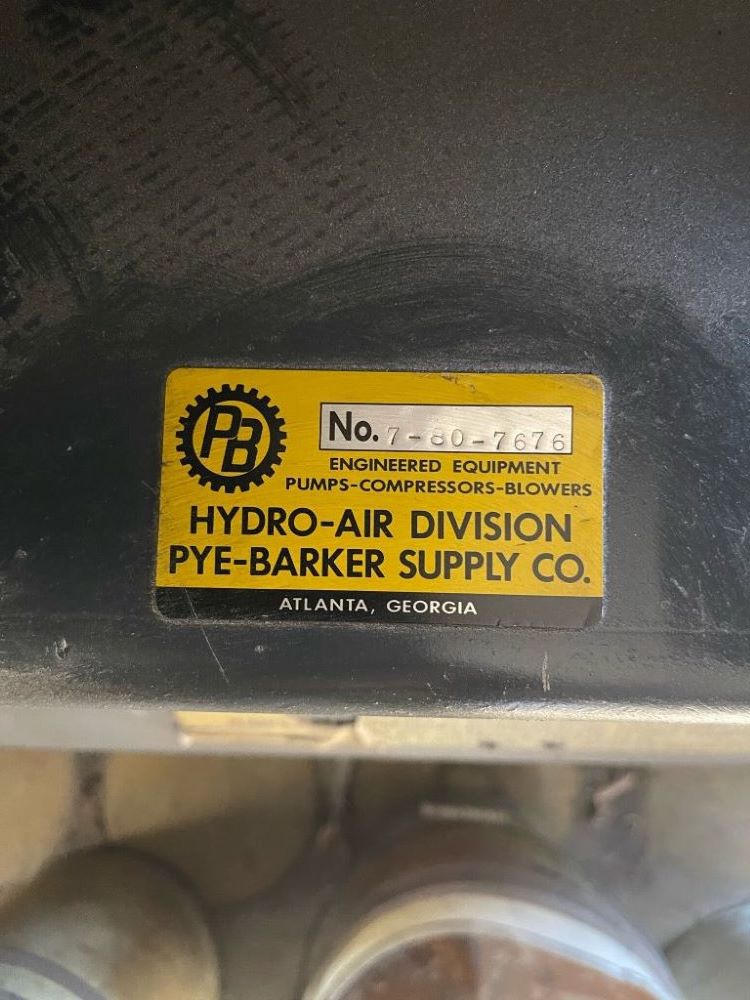 PB
No. 7-80-7676
ENGINEERED EQUIPMENT
PUMPS-COMPRESSORS-BLOWERS
HYDRO-AIR DIVISION
PYE-BARKER SUPPLY CO.
ATLANTA, GEORGIA